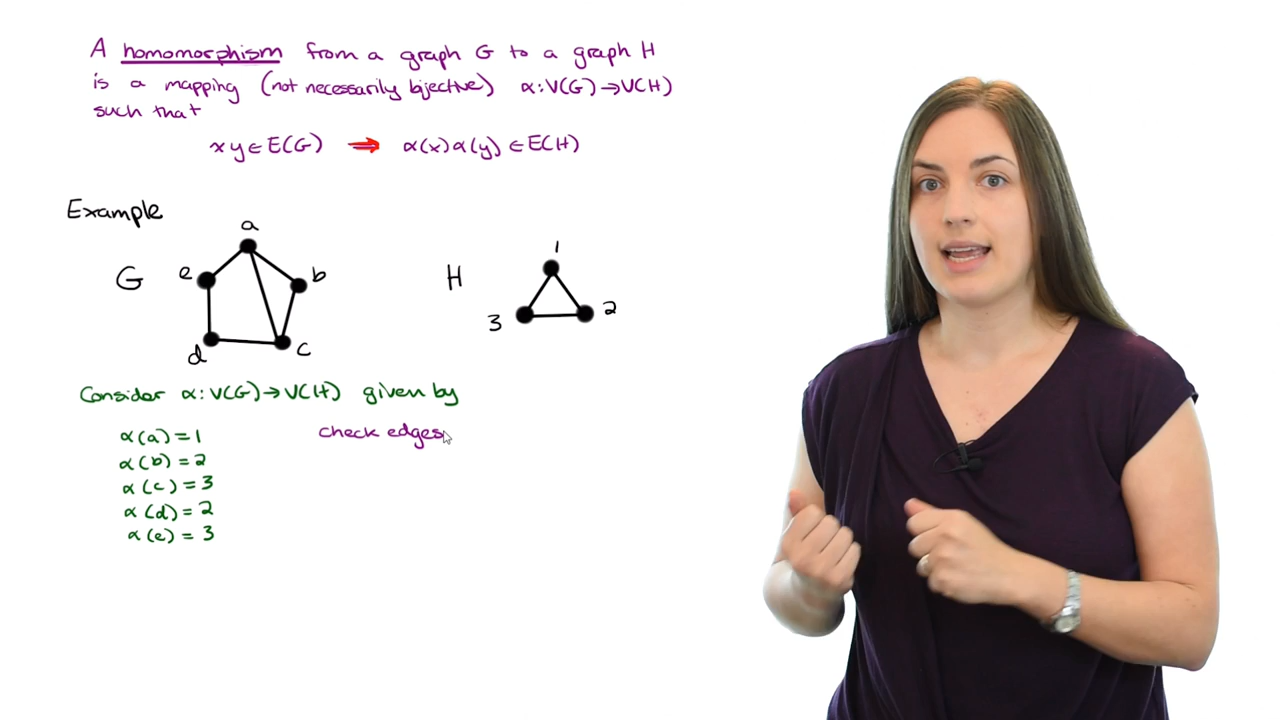 A homomorphism from a graph G to a graph H
is a mapping (not necessarily bijective) α: V(G)→V(H)
such that
xy∈E(G) ⇒ α(x)α(y)∈E(H)
Example
G
a
e
b
d
c
H
1
3
2
Consider α: V(G)→V(H) given by
α(a)=1
check edges
α(b)=2
α(c)=3
α(d)=2
α(e)=3